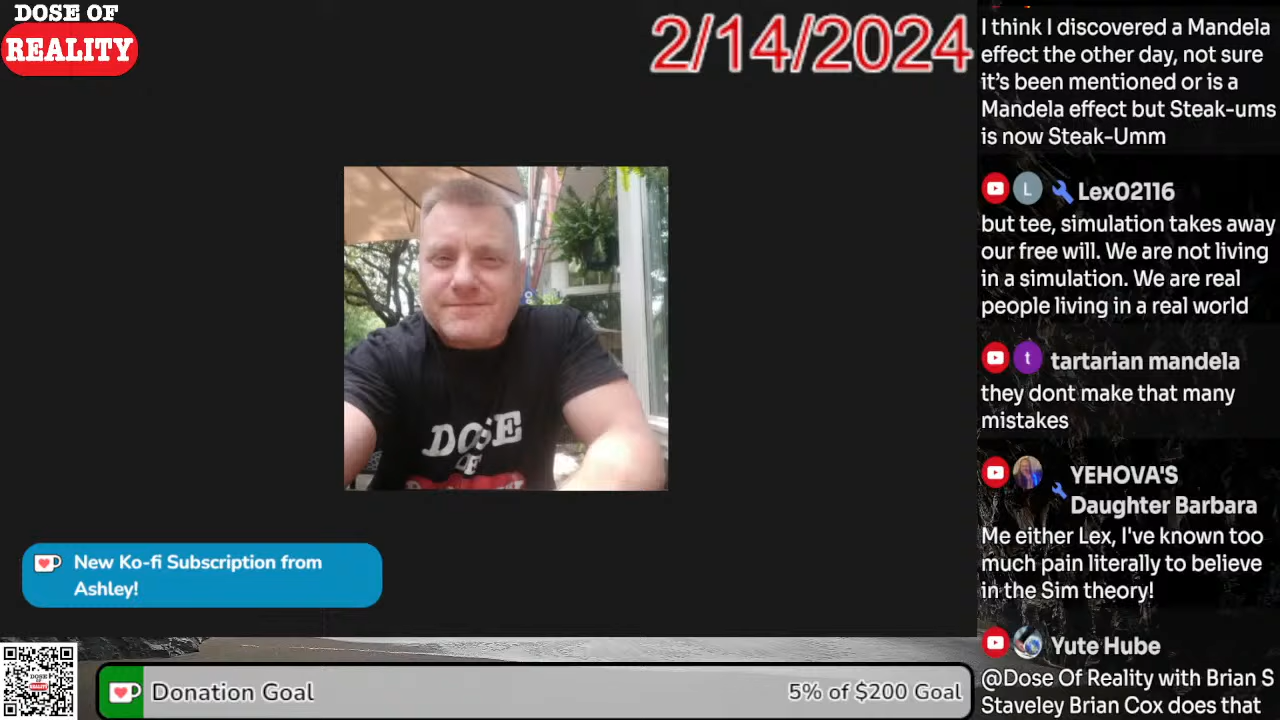 DOSE OF
REALITY
2/14/2024
DOSE
OF
New Ko-fi Subscription from
Ashley!
Donation Goal
5% of $200 Goal
I think I discovered a Mandela
effect the other day, not sure
it’s been mentioned or is a
Mandela effect but Steak-ums
is now Steak-Umm
L Lex02116
but tee, simulation takes away
our free will. We are not living
in a simulation. We are real
people living in a real world
t tartarian mandela
they dont make that many
mistakes
YEHOVA'S
Daughter Barbara
Me either Lex, I've known too
much pain literally to believe
in the Sim theory!
Yute Hube
@Dose Of Reality with Brian S
Staveley Brian Cox does that